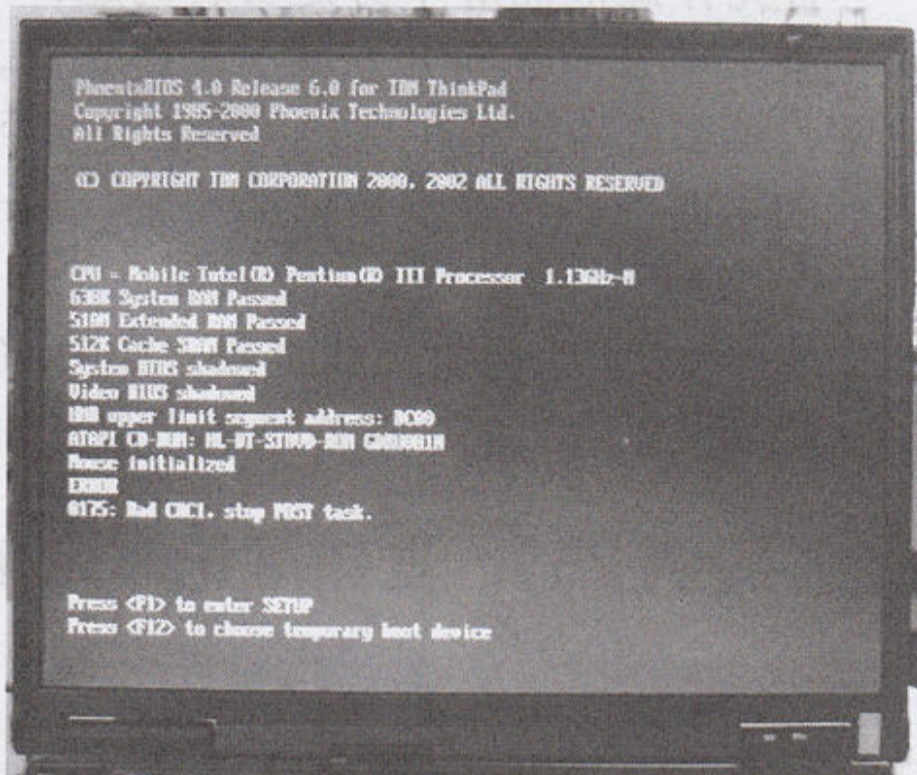 PhoenixBIOS 4.0 Release 6.0 for IBM ThinkPad
Copyright 1985-2000 Phoenix Technologies Ltd.
All Rights Reserved
(C) COPYRIGHT IBM CORPORATION 2000, 2002 ALL RIGHTS RESERVED
CPU = Mobile Intel(R) Pentium(R) III Processor 1.13GHz-M
638K System RAM Passed
510M Extended RAM Passed
512K Cache SRAM Passed
System BIOS shadowed
Video BIOS shadowed
UMB upper limit segment address: DC00
ATAPI CD-ROM: HL-DT-STDVD-ROM
Mouse initialized
ERROR
0175: Bad CRC1, stop POST task.
Press <F1> to enter SETUP
Press <F12> to choose temporary boot device